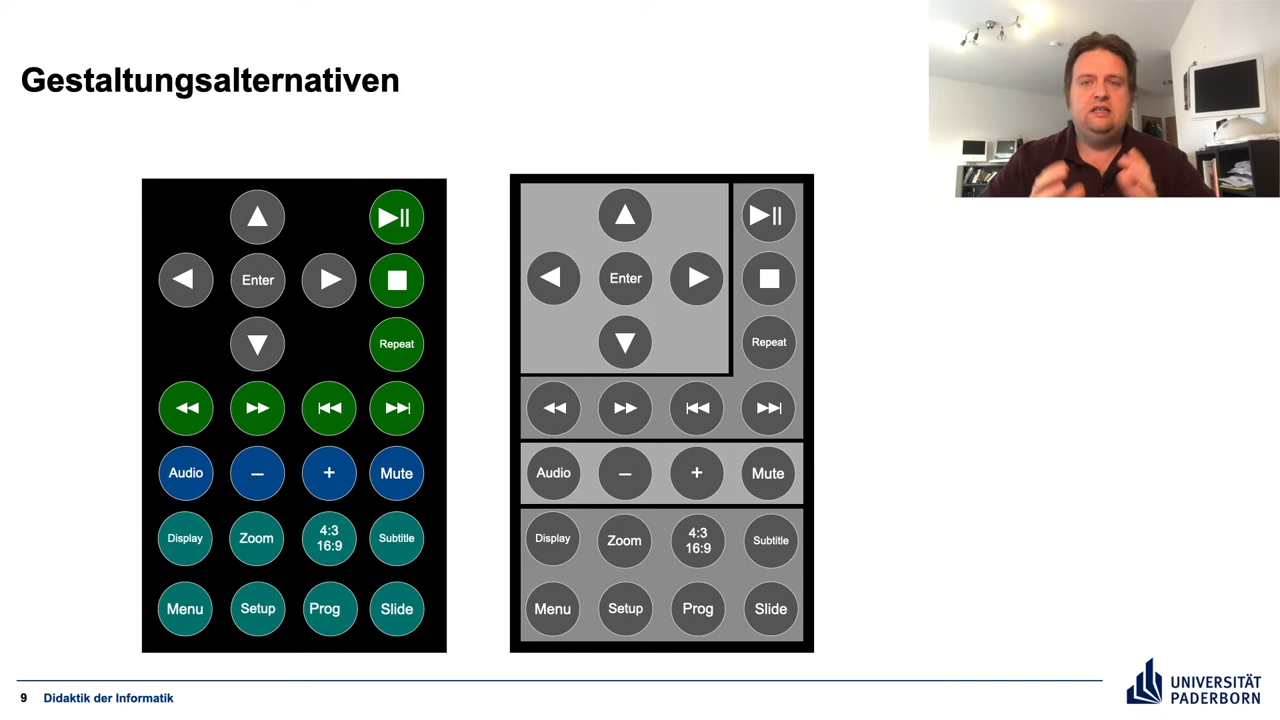 Gestaltungsalternativen
Enter
Repeat
Audio – + Mute
Display Zoom 4:3 Subtitle
16:9
Menu Setup Prog Slide
Enter
Repeat
Audio – + Mute
Display Zoom 4:3 Subtitle
16:9
Menu Setup Prog Slide
9 Didaktik der Informatik
UNIVERSITÄT
PADERBORN